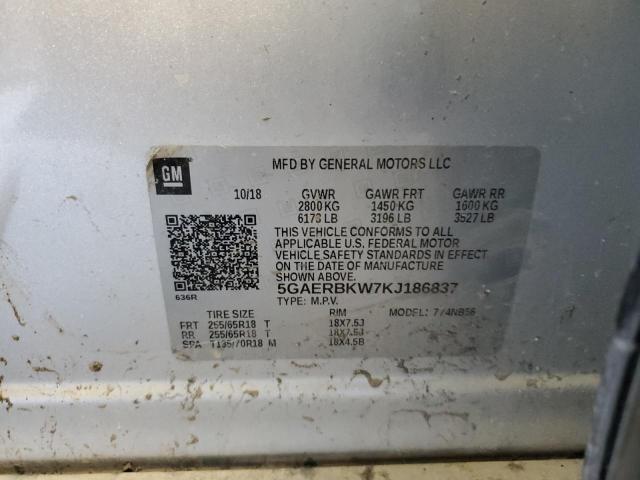 GM
MFD BY GENERAL MOTORS LLC
10/18 GVWR GAWR FRT GAWR RR
2800 KG 1450 KG 1600 KG
6173 LB 3196 LB 3527 LB
THIS VEHICLE CONFORMS TO ALL
APPLICABLE U.S. FEDERAL MOTOR
VEHICLE SAFETY STANDARDS IN EFFECT
ON THE DATE OF MANUFACTURE
SHOWN ABOVE.
5GAERBKW7KJ186837
636R
TYPE: M.P.V. MODEL: 774NB56
TIRE SIZE RIM
FRT 255/65R18 T 18X7.5J
RR 255/65R18 T 18X7.5J
SPA T135/70R18 M 18X4.5B